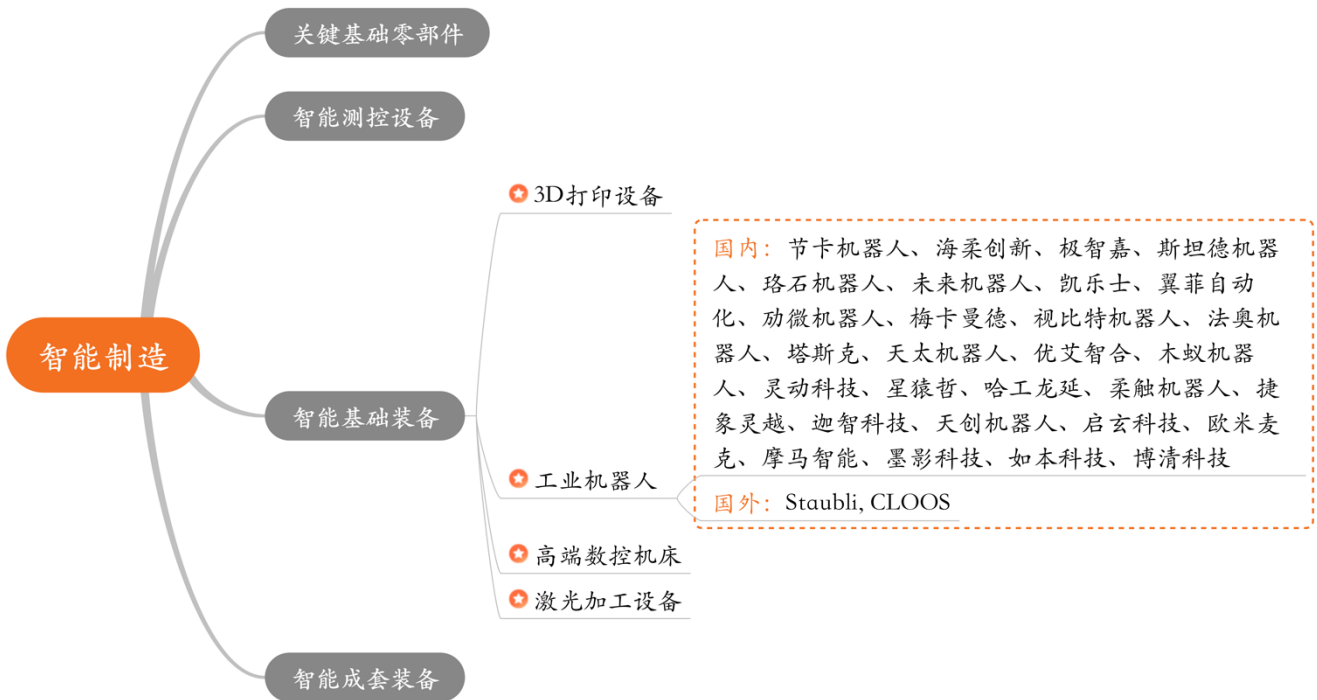 关键基础零部件
智能测控设备
3D打印设备
国内：节卡机器人、海柔创新、极智嘉、斯坦德机器
人、珞石机器人、未来机器人、凯乐士、翼菲自动
化、劢微机器人、梅卡曼德、视比特机器人、法奥机
器人、塔斯克、天太机器人、优艾智合、木蚁机器
人、灵动科技、星猿哲、哈工龙延、柔触机器人、捷
象灵越、迦智科技、天创机器人、启玄科技、欧米麦
克、摩马智能、墨影科技、如本科技、博清科技
智能制造
智能基础装备
工业机器人
国外：Staubli, CLOOS
高端数控机床
激光加工设备
智能成套装备